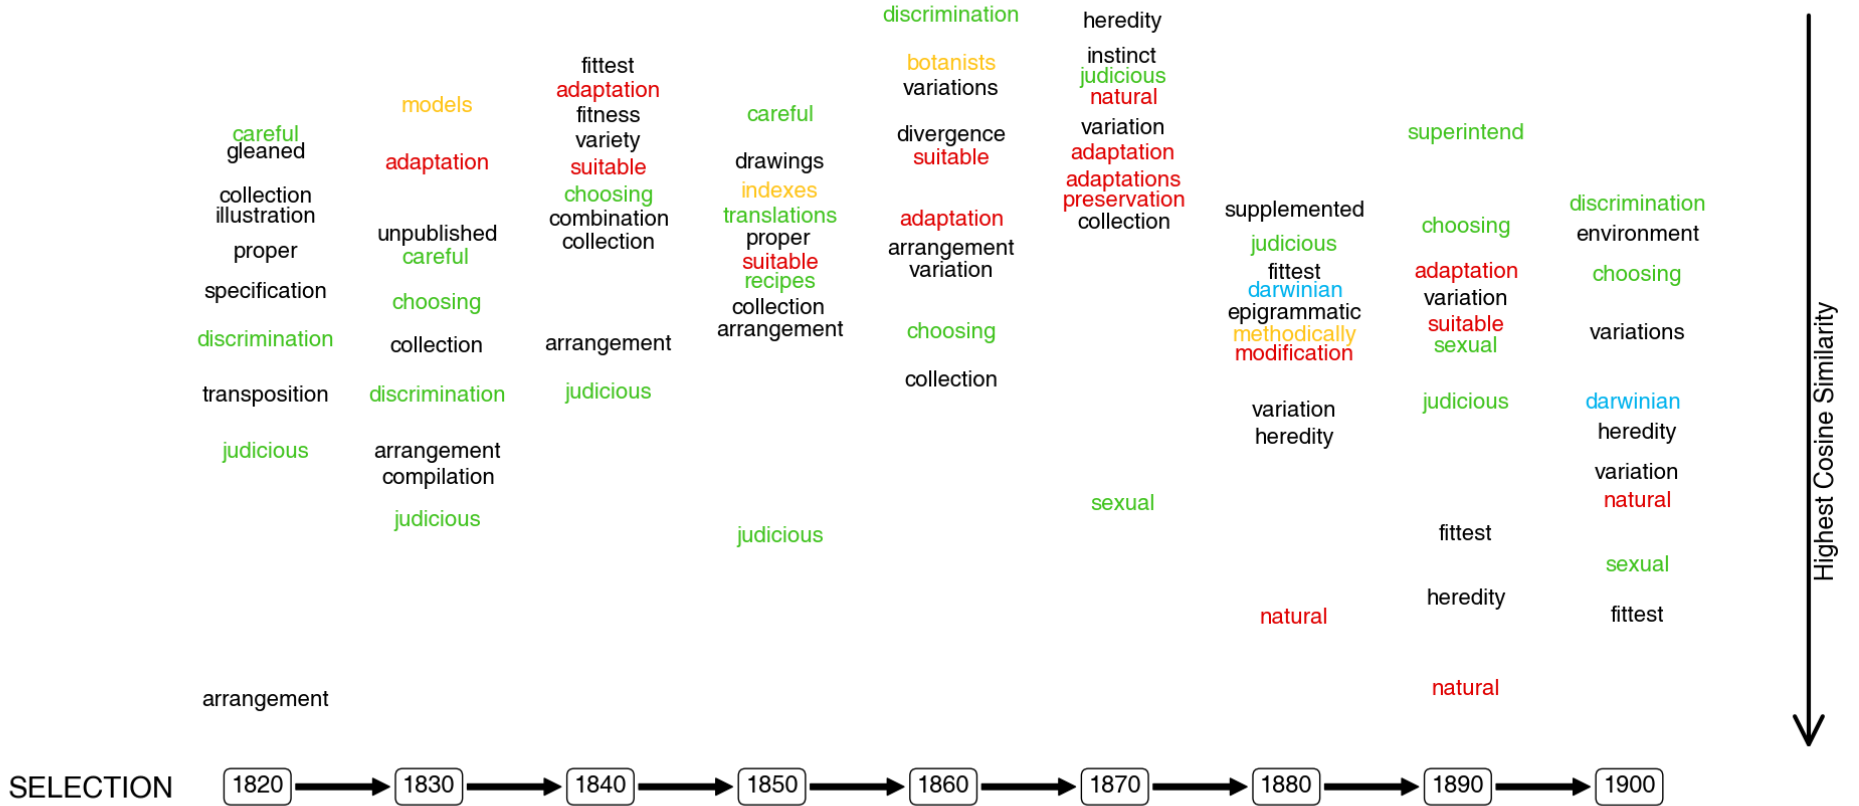 careful
gleaned
collection
illustration
proper
specification
discrimination
transposition
judicious
arrangement
models
adaptation
unpublished
careful
choosing
collection
discrimination
arrangement
compilation
judicious
fittest
adaptation
fitness
variety
suitable
choosing
combination
collection
arrangement
judicious
careful
drawings
indexes
translations
proper
suitable
recipes
collection
arrangement
judicious
discrimination
botanists
variations
divergence
suitable
adaptation
arrangement
variation
choosing
collection
heredity
instinct
judicious
natural
variation
adaptation
adaptations
preservation
collection
sexual
supplemented
judicious
fittest
darwinian
epigrammatic
methodically
modification
variation
heredity
natural
superintend
choosing
adaptation
variation
suitable
sexual
judicious
fittest
heredity
natural
discrimination
environment
choosing
variations
darwinian
heredity
variation
natural
sexual
fittest
Highest Cosine Similarity
SELECTION 1820 1830 1840 1850 1860 1870 1880 1890 1900